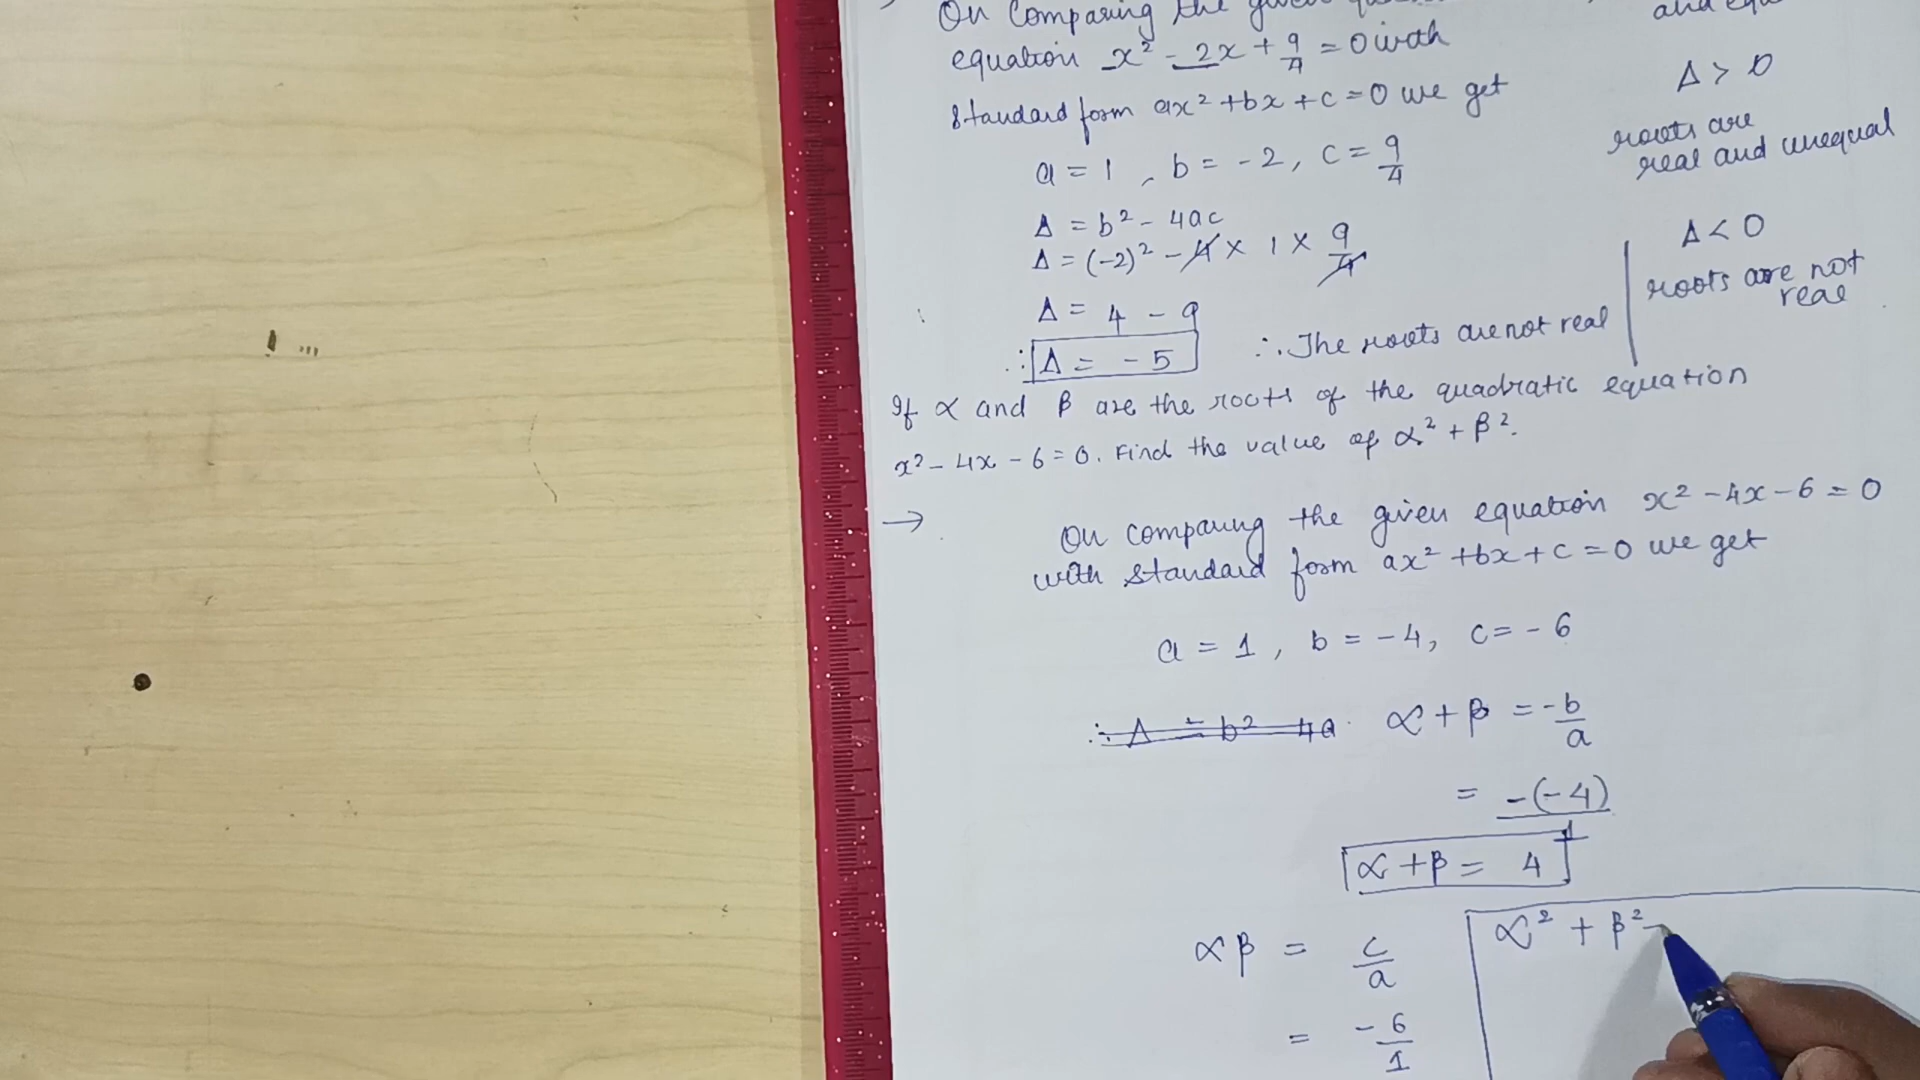 On Comparing the given
and equ
equation x² - 2x + 9/4 = 0 with
Standard form ax² + bx + c = 0 we get
a = 1, b = -2, c = 9/4
Δ = b² - 4ac
Δ = (-2)² - 4 × 1 × 9/4
Δ = 4 - 9
∴ Δ = -5
∴ The roots are not real
Δ > 0
roots are
real and unequal
Δ < 0
roots are not
real
If α and β are the roots of the quadratic equation
x² - 4x - 6 = 0. Find the value of α² + β².
→ On comparing the given equation x² - 4x - 6 = 0
with standard form ax² + bx + c = 0 we get
a = 1, b = -4, c = -6
∴ Δ = b² 4a
α + β = -b/a
= -(-4)/1
α + β = 4
αβ = c/a
= -6/1
α² + β²